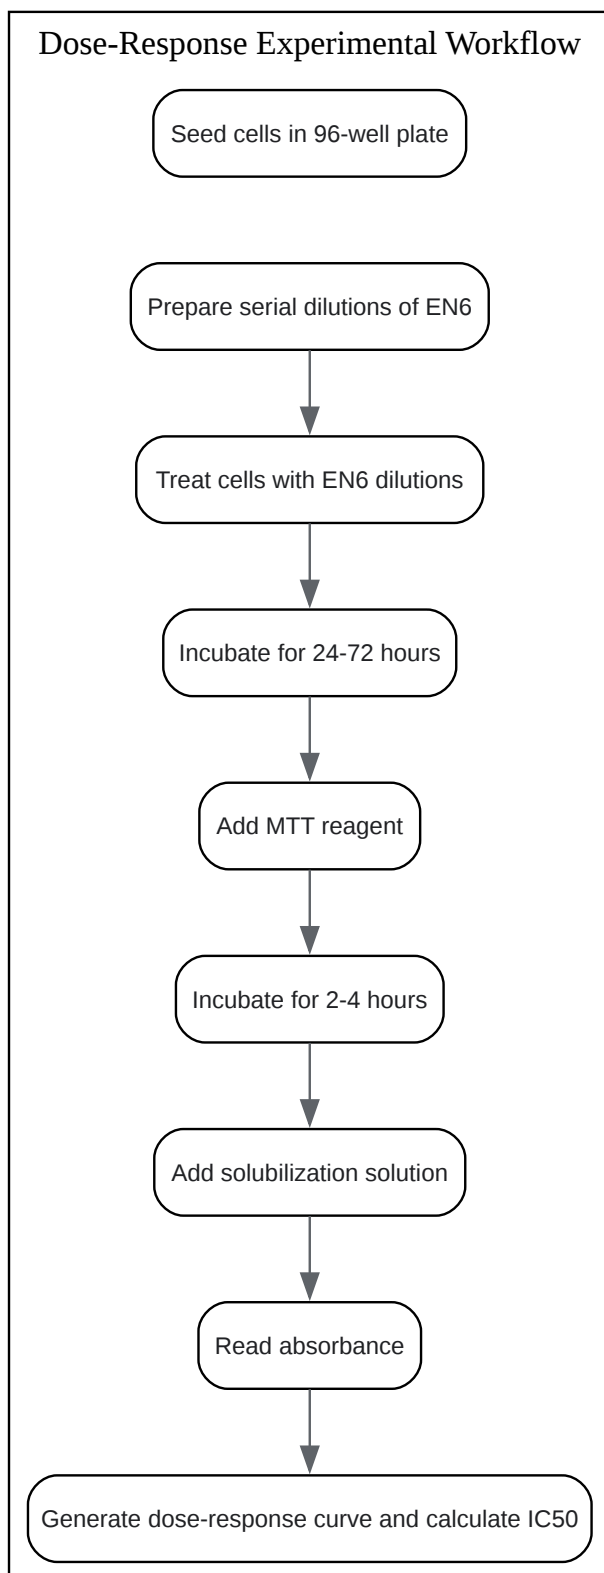 Dose-Response Experimental Workflow
Seed cells in 96-well plate
Prepare serial dilutions of EN6
Treat cells with EN6 dilutions
Incubate for 24-72 hours
Add MTT reagent
Incubate for 2-4 hours
Add solubilization solution
Read absorbance
Generate dose-response curve and calculate IC50